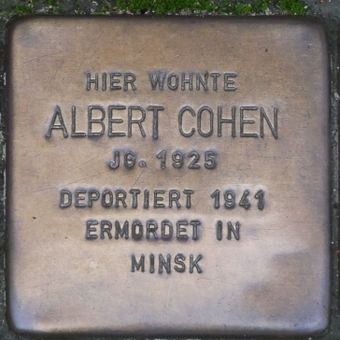 HIER WOHNTE
ALBERT COHEN
JG. 1925
DEPORTIERT 1941
ERMORDET IN
MINSK